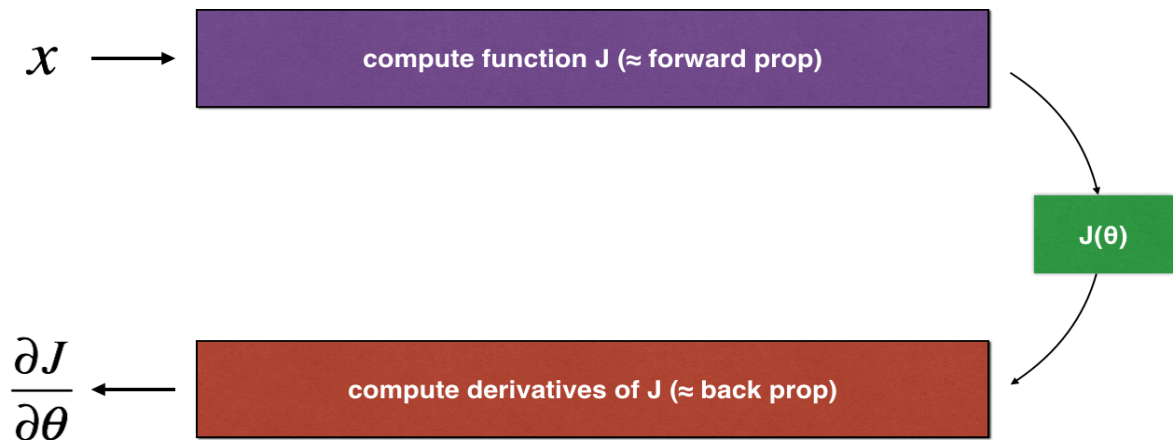 x
compute function J (≈ forward prop)
J(θ)
∂J
∂θ
compute derivatives of J (≈ back prop)